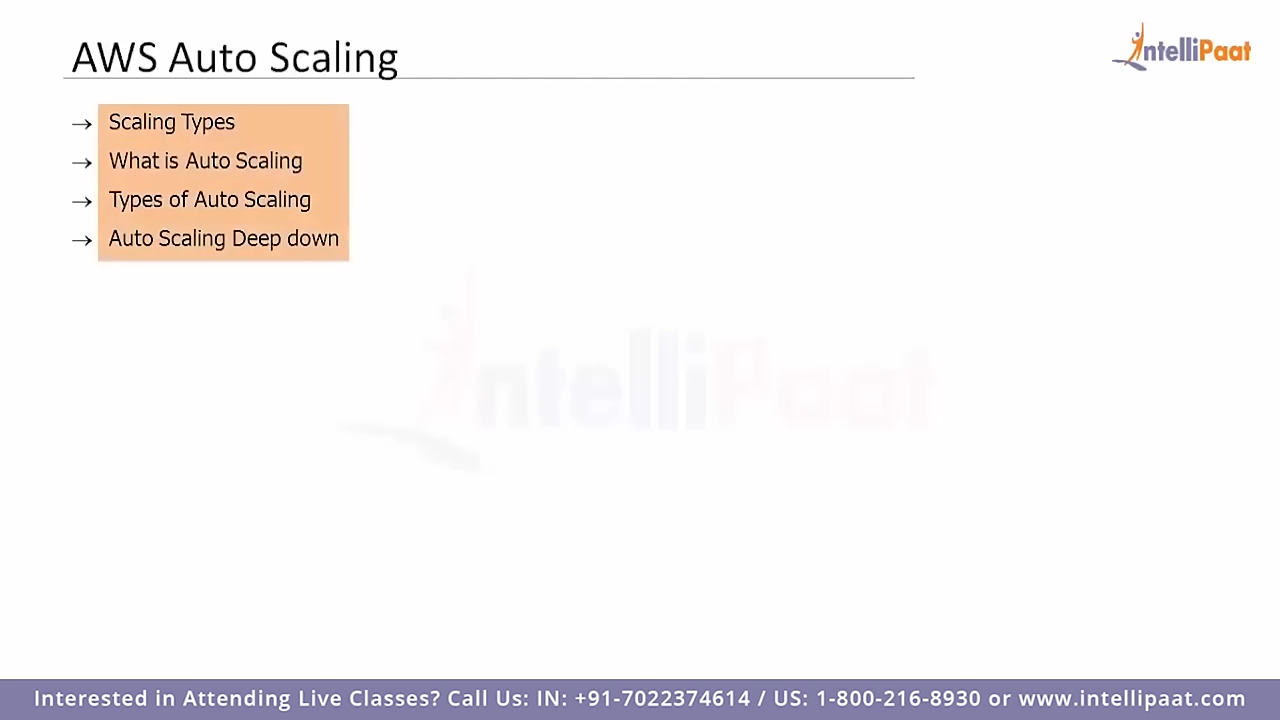 AWS Auto Scaling
IntelliPaat
→ Scaling Types
→ What is Auto Scaling
→ Types of Auto Scaling
→ Auto Scaling Deep down
IntelliPaat
Interested in Attending Live Classes? Call Us: IN: +91-7022374614 / US: 1-800-216-8930 or www.intellipaat.com